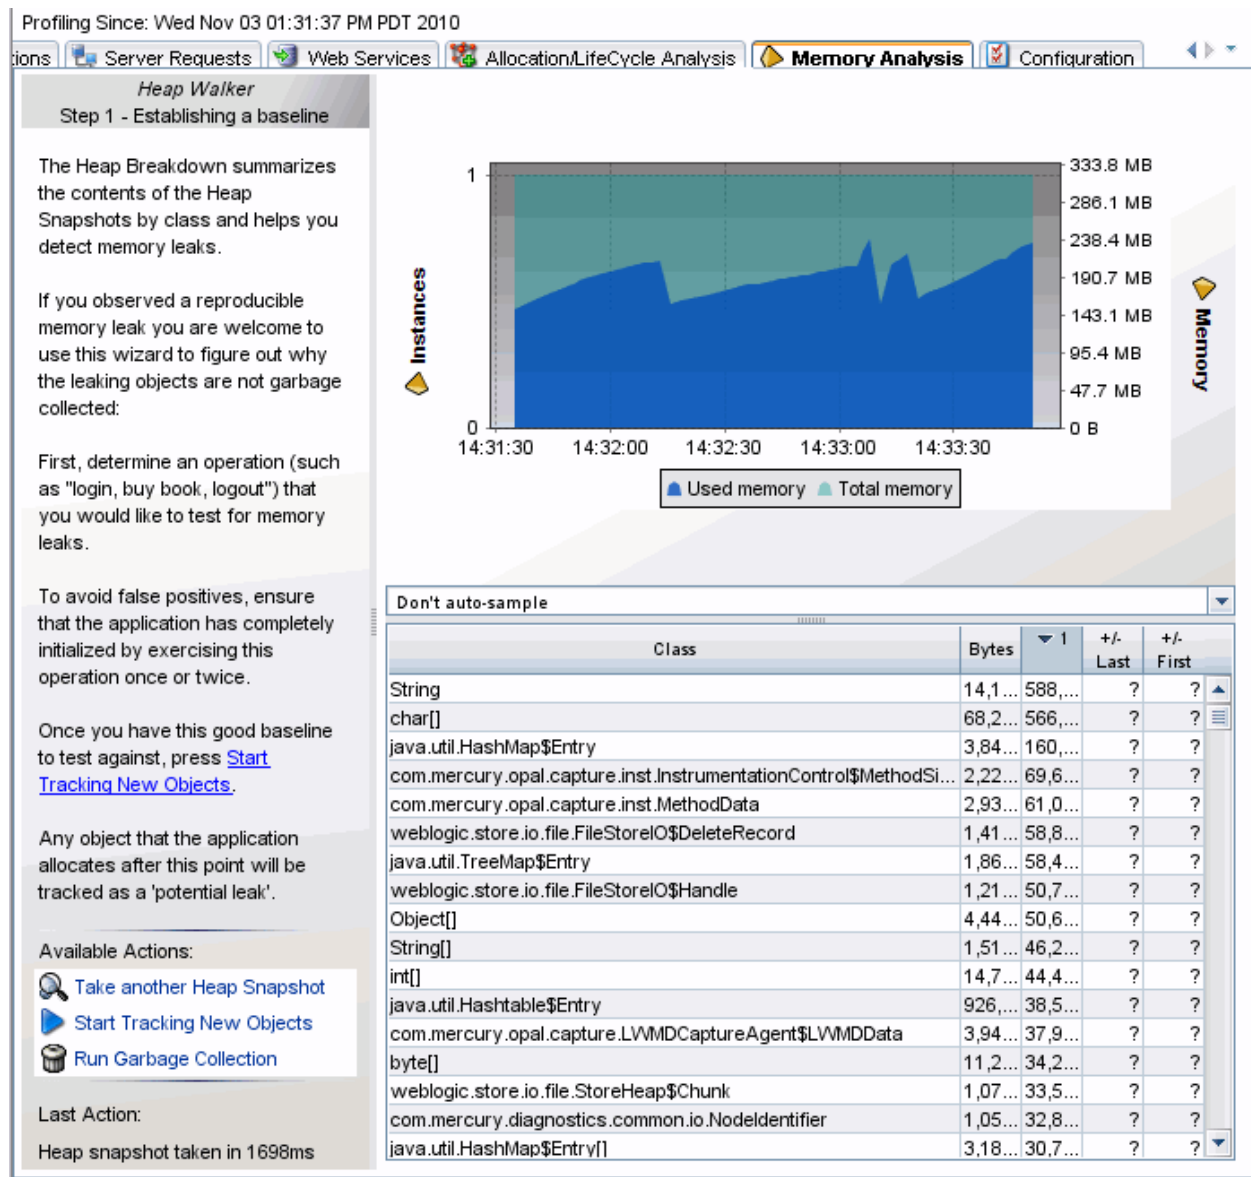 Profiling Since: Wed Nov 03 01:31:37 PM PDT 2010
tions Server Requests Web Services Allocation/LifeCycle Analysis Memory Analysis Configuration
Heap Walker
Step 1 - Establishing a baseline
The Heap Breakdown summarizes
the contents of the Heap
Snapshots by class and helps you
detect memory leaks.
If you observed a reproducible
memory leak you are welcome to
use this wizard to figure out why
the leaking objects are not garbage
collected:
First, determine an operation (such
as "login, buy book, logout") that
you would like to test for memory
leaks.
To avoid false positives, ensure
that the application has completely
initialized by exercising this
operation once or twice.
Once you have this good baseline
to test against, press Start
Tracking New Objects.
Any object that the application
allocates after this point will be
tracked as a 'potential leak'.
Available Actions:
Take another Heap Snapshot
Start Tracking New Objects
Run Garbage Collection
Last Action:
Heap snapshot taken in 1698ms
Instances
1
0
333.8 MB
286.1 MB
238.4 MB
190.7 MB
143.1 MB
95.4 MB
47.7 MB
0 B
Memory
14:31:30 14:32:00 14:32:30 14:33:00 14:33:30
Used memory Total memory
Don't auto-sample
Class Bytes 1 +/- Last +/- First
String 14,1... 588,... ? ?
char[] 68,2... 566,... ? ?
java.util.HashMap$Entry 3,84... 160,... ? ?
com.mercury.opal.capture.inst.InstrumentationControl$MethodSi... 2,22... 69,6... ? ?
com.mercury.opal.capture.inst.MethodData 2,93... 61,0... ? ?
weblogic.store.io.file.FileStoreIO$DeleteRecord 1,41... 58,8... ? ?
java.util.TreeMap$Entry 1,86... 58,4... ? ?
weblogic.store.io.file.FileStoreIO$Handle 1,21... 50,7... ? ?
Object[] 4,44... 50,6... ? ?
String[] 1,51... 46,2... ? ?
int[] 14,7... 44,4... ? ?
java.util.Hashtable$Entry 926,... 38,5... ? ?
com.mercury.opal.capture.LWMDCaptureAgent$LWMDData 3,94... 37,9... ? ?
byte[] 11,2... 34,2... ? ?
weblogic.store.io.file.StoreHeap$Chunk 1,07... 33,5... ? ?
com.mercury.diagnostics.common.io.NodeIdentifier 1,05... 32,8... ? ?
java.util.HashMap$Entry[] 3,18... 30,7... ? ?